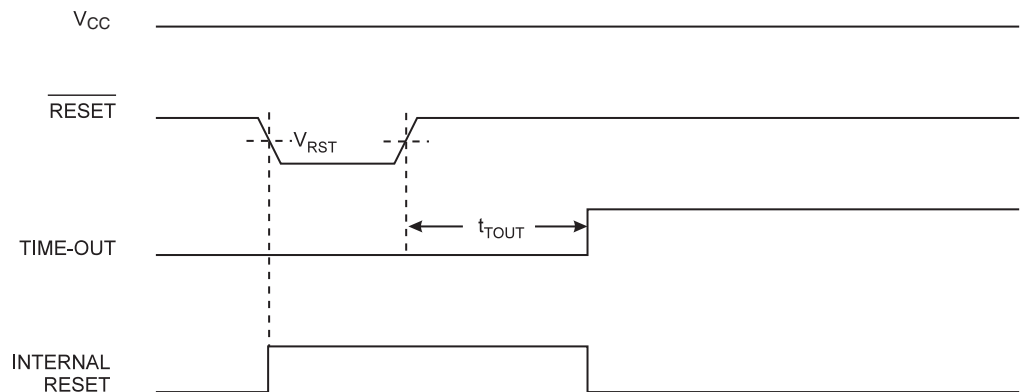 VCC
RESET
VRST
tTOUT
TIME-OUT
INTERNAL
RESET